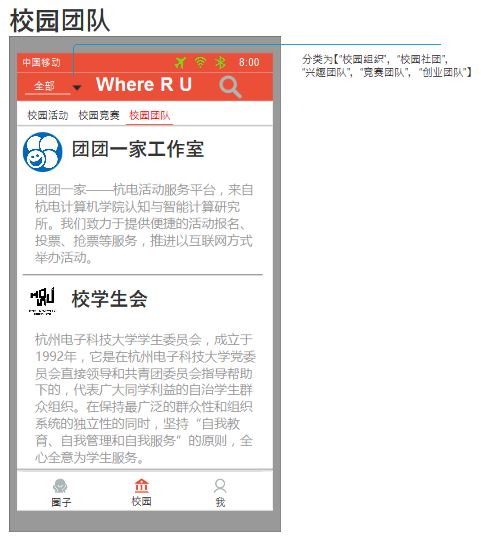 校园团队
中国移动 8:00
分类为【“校园组织”，“校园社团”，
“兴趣团队”，“竞赛团队”，“创业团队”】
全部 Where R U
校园活动 校园竞赛 校园团队
团团一家工作室
团团一家——杭电活动服务平台，来自
杭电计算机学院认知与智能计算研究
所。我们致力于提供便捷的活动报名、
投票、抢票等服务，推进以互联网方式
举办活动。
校学生会
杭州电子科技大学学生委员会，成立于
1992年，它是在杭州电子科技大学党委
员会直接领导和共青团委员会指导帮助
下的，代表广大同学利益的自治学生群
众组织。在保持最广泛的群众性和组织
系统的独立性的同时，坚持“自我教
育、自我管理和自我服务”的原则，全
心全意为学生服务。
圈子 校园 我